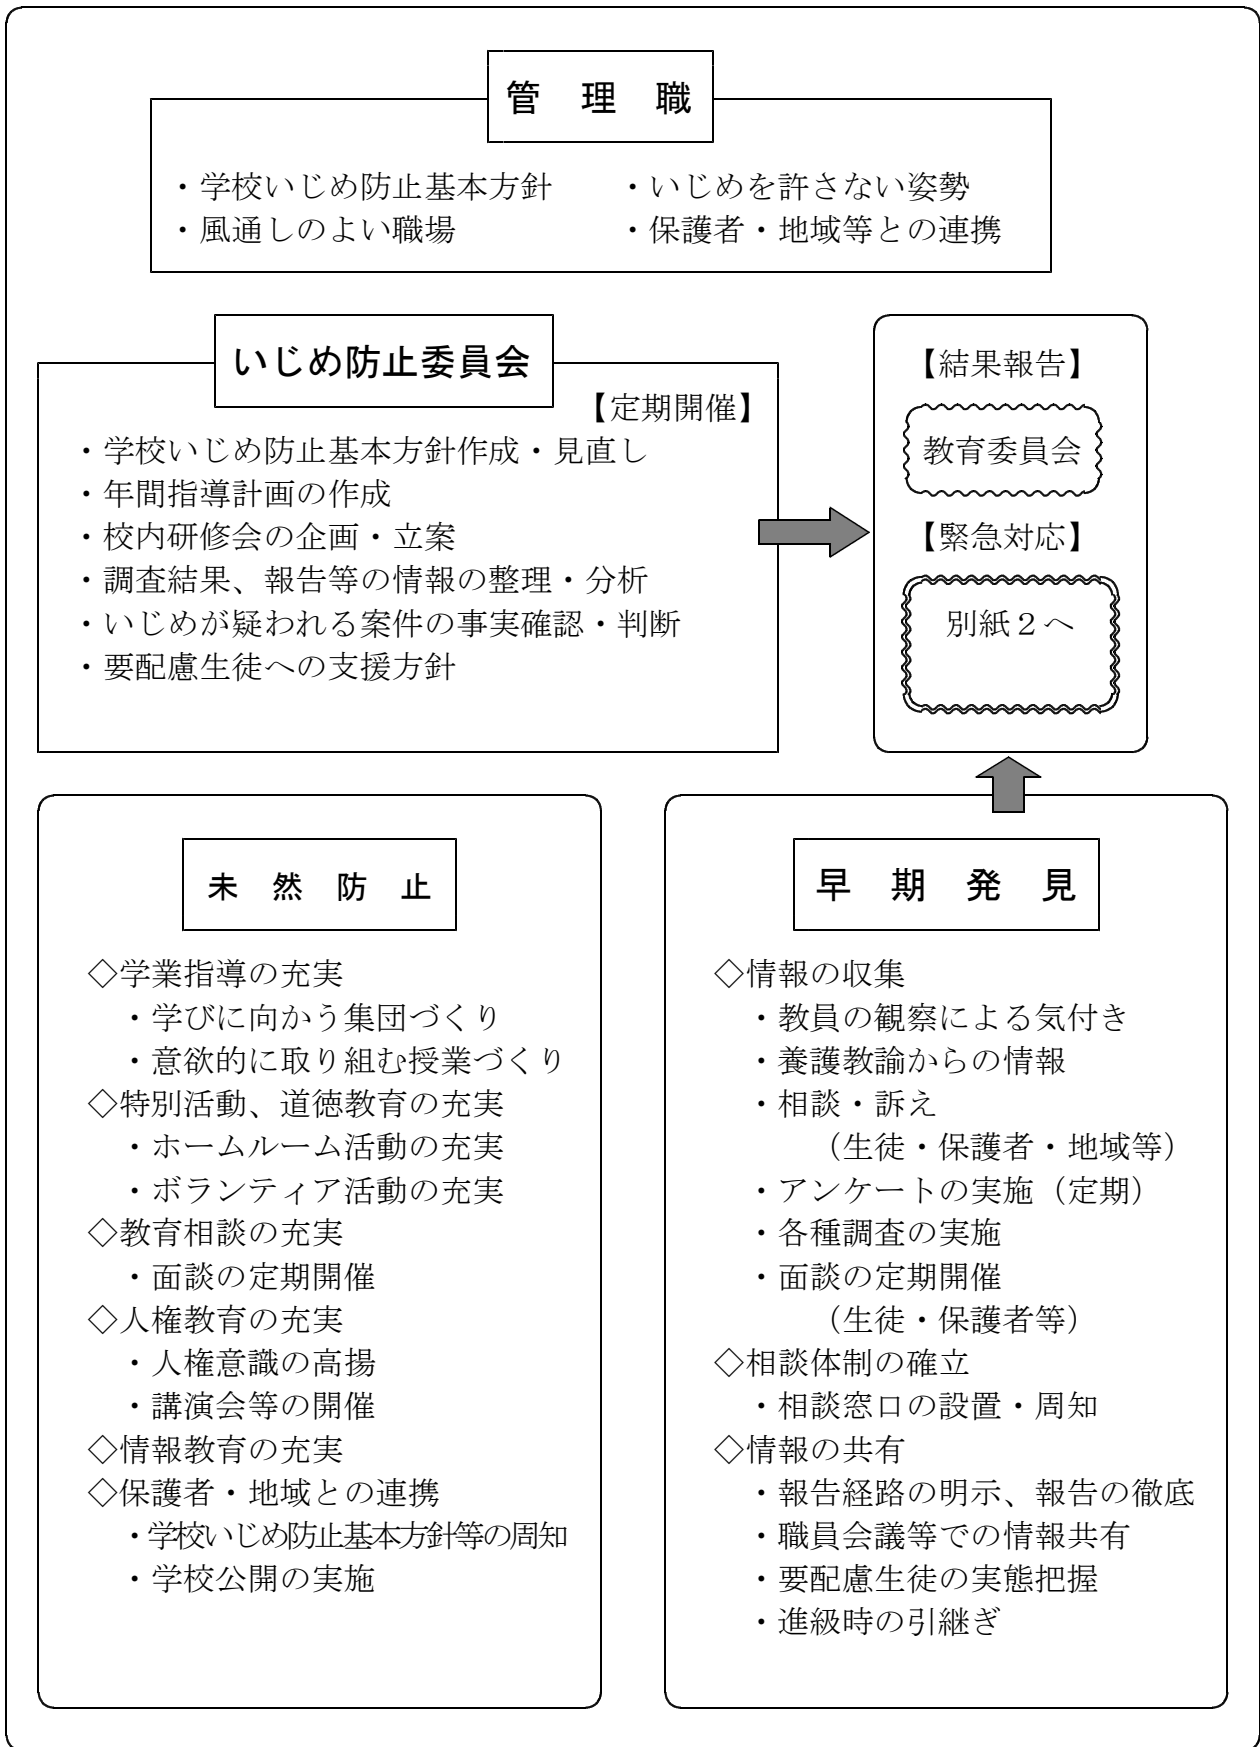 管　理　職
・学校いじめ防止基本方針　　・いじめを許さない姿勢
・風通しのよい職場　　・保護者・地域等との連携
いじめ防止委員会
【定期開催】
・学校いじめ防止基本方針作成・見直し
・年間指導計画の作成
・校内研修会の企画・立案
・調査結果、報告等の情報の整理・分析
・いじめが疑われる案件の事実確認・判断
・要配慮生徒への支援方針
【結果報告】
教育委員会
【緊急対応】
別紙２へ
未　然　防　止
◇学業指導の充実
・学びに向かう集団づくり
・意欲的に取り組む授業づくり
◇特別活動、道徳教育の充実
・ホームルーム活動の充実
・ボランティア活動の充実
◇教育相談の充実
・面談の定期開催
◇人権教育の充実
・人権意識の高揚
・講演会等の開催
◇情報教育の充実
◇保護者・地域との連携
・学校いじめ防止基本方針等の周知
・学校公開の実施
早　期　発　見
◇情報の収集
・教員の観察による気付き
・養護教諭からの情報
・相談・訴え
（生徒・保護者・地域等）
・アンケートの実施（定期）
・各種調査の実施
・面談の定期開催
（生徒・保護者等）
◇相談体制の確立
・相談窓口の設置・周知
◇情報の共有
・報告経路の明示、報告の徹底
・職員会議等での情報共有
・要配慮生徒の実態把握
・進級時の引継ぎ